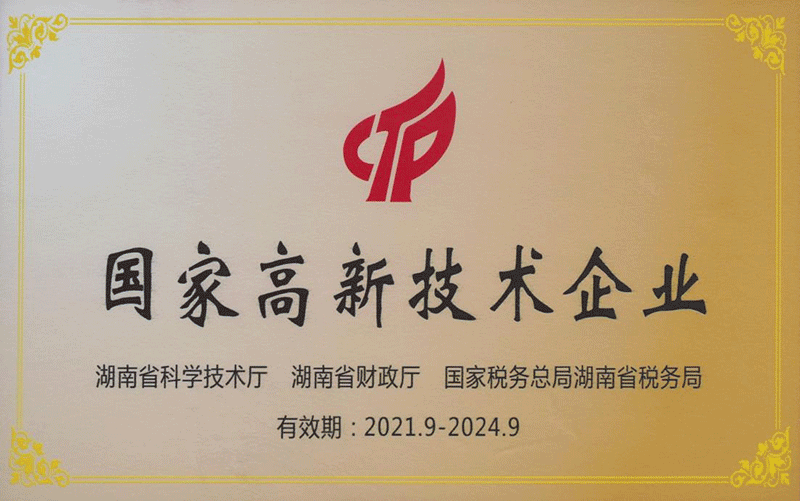 CTP
国家高新技术企业
湖南省科学技术厅 湖南省财政厅 国家税务总局湖南省税务局
有效期：2021.9-2024.9